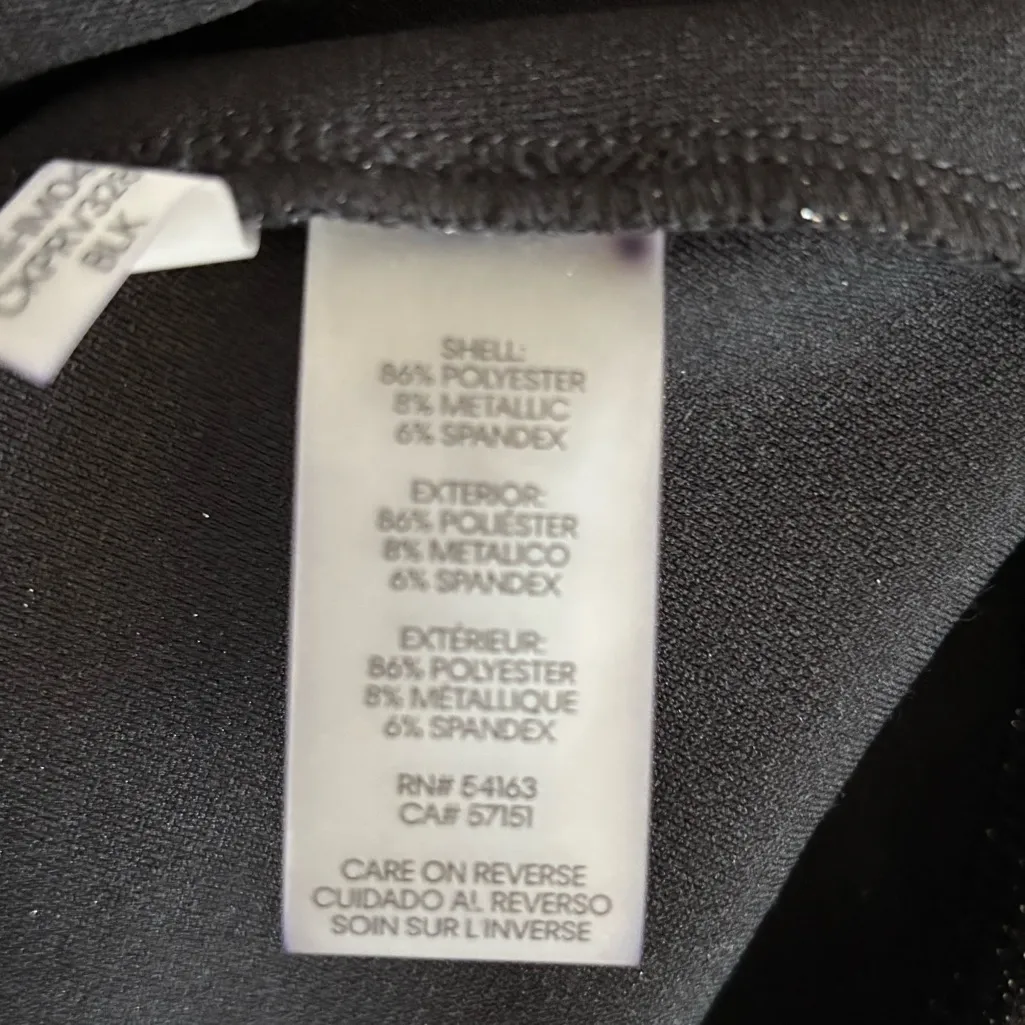 BLK
SHELL:
86% POLYESTER
8% METALLIC
6% SPANDEX
EXTERIOR:
86% POLIÉSTER
8% METALICO
6% SPANDEX
EXTÉRIEUR:
86% POLYESTER
8% MÉTALLIQUE
6% SPANDEX
RN# 54163
CA# 57151
CARE ON REVERSE
CUIDADO AL REVERSO
SOIN SUR L'INVERSE